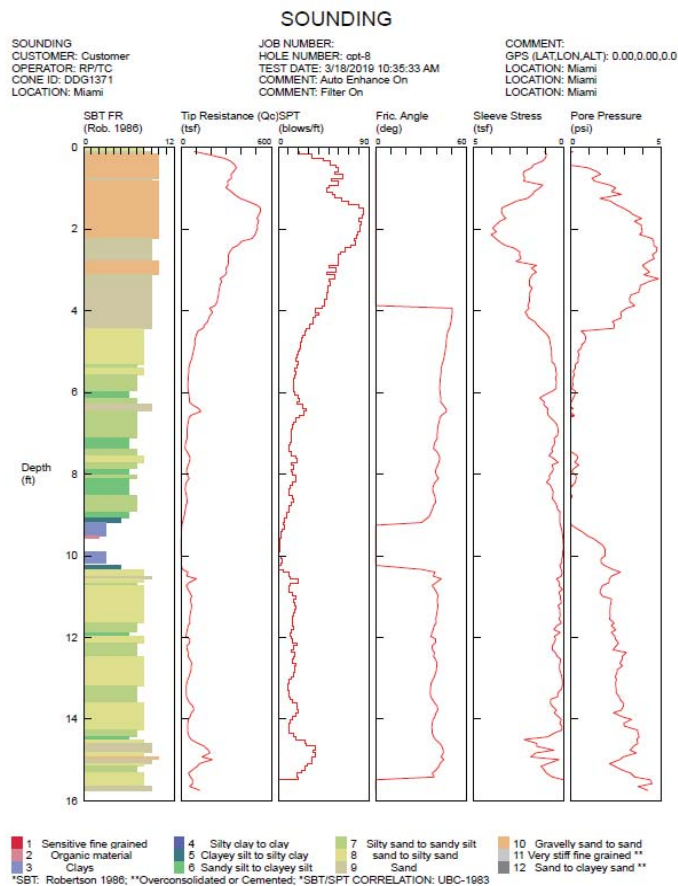 SOUNDING
SOUNDING JOB NUMBER: COMMENT:
CUSTOMER: Customer HOLE NUMBER: cpt-8 GPS (LAT,LON,ALT): 0.00,0.00,0.0
OPERATOR: RP/TC TEST DATE: 3/18/2019 10:35:33 AM LOCATION: Miami
CONE ID: DDG1371 COMMENT: Auto Enhance On LOCATION: Miami
LOCATION: Miami COMMENT: Filter On LOCATION: Miami
SBT FR Tip Resistance (Qc) SPT Fric. Angle Sleeve Stress Pore Pressure
(Rob. 1986) (tsf) (blows/ft) (deg) (tsf) (psi)
0 12 0 600 0 90 0 60 5 0 0 5
0
2
4
6
8
Depth
(ft)
10
12
14
16
1 Sensitive fine grained 4 Silty clay to clay 7 Silty sand to sandy silt 10 Gravelly sand to sand
2 Organic material 5 Clayey silt to silty clay 8 sand to silty sand 11 Very stiff fine grained **
3 Clays 6 Sandy silt to clayey silt 9 Sand 12 Sand to clayey sand **
*SBT: Robertson 1986; **Overconsolidated or Cemented; *SBT/SPT CORRELATION: UBC-1983